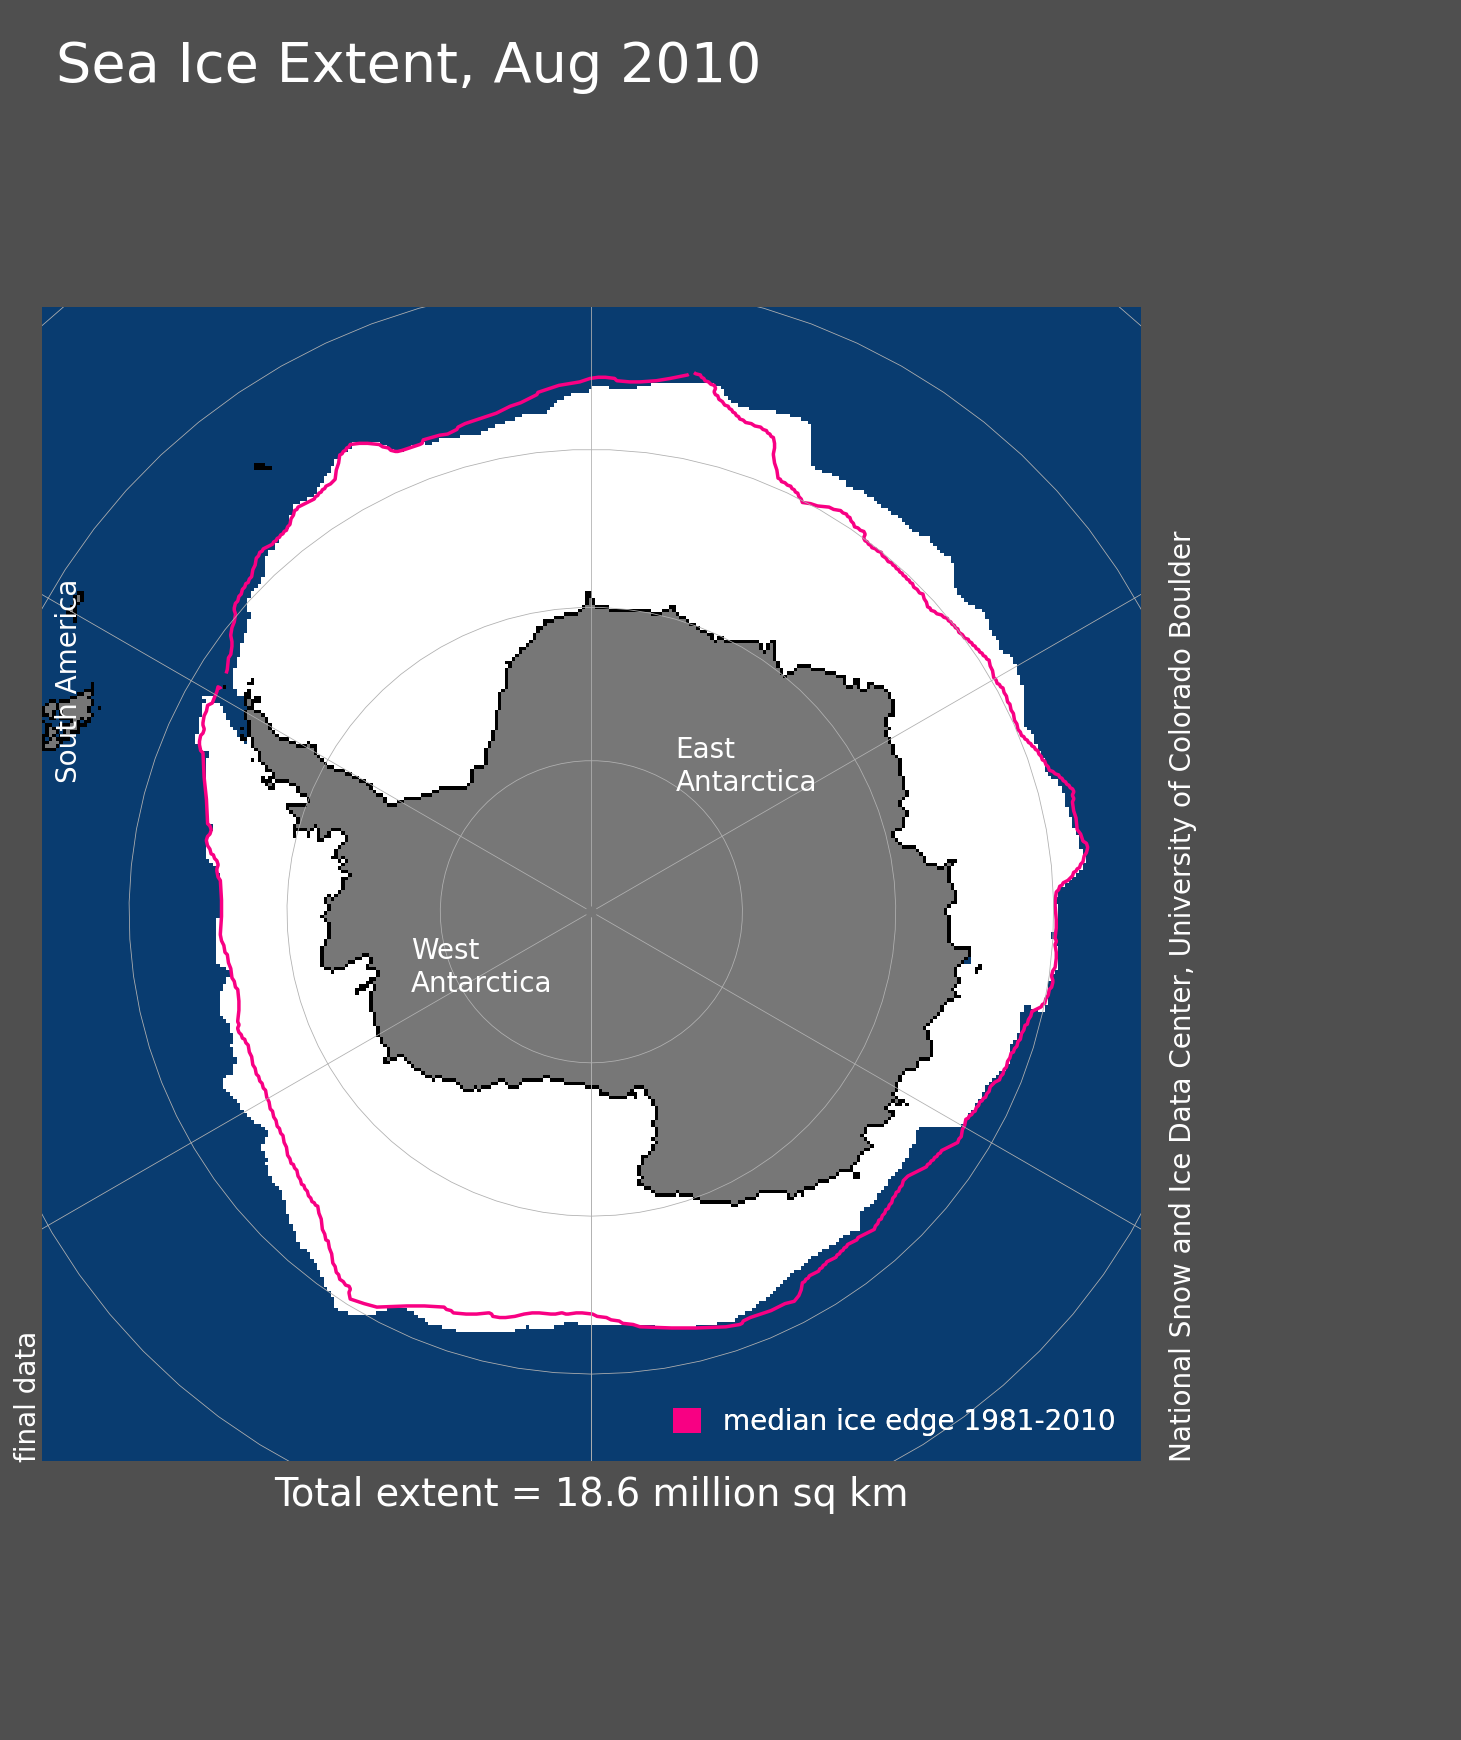 Sea Ice Extent, Aug 2010
South America
East
Antarctica
West
Antarctica
median ice edge 1981-2010
final data
National Snow and Ice Data Center, University of Colorado Boulder
Total extent = 18.6 million sq km